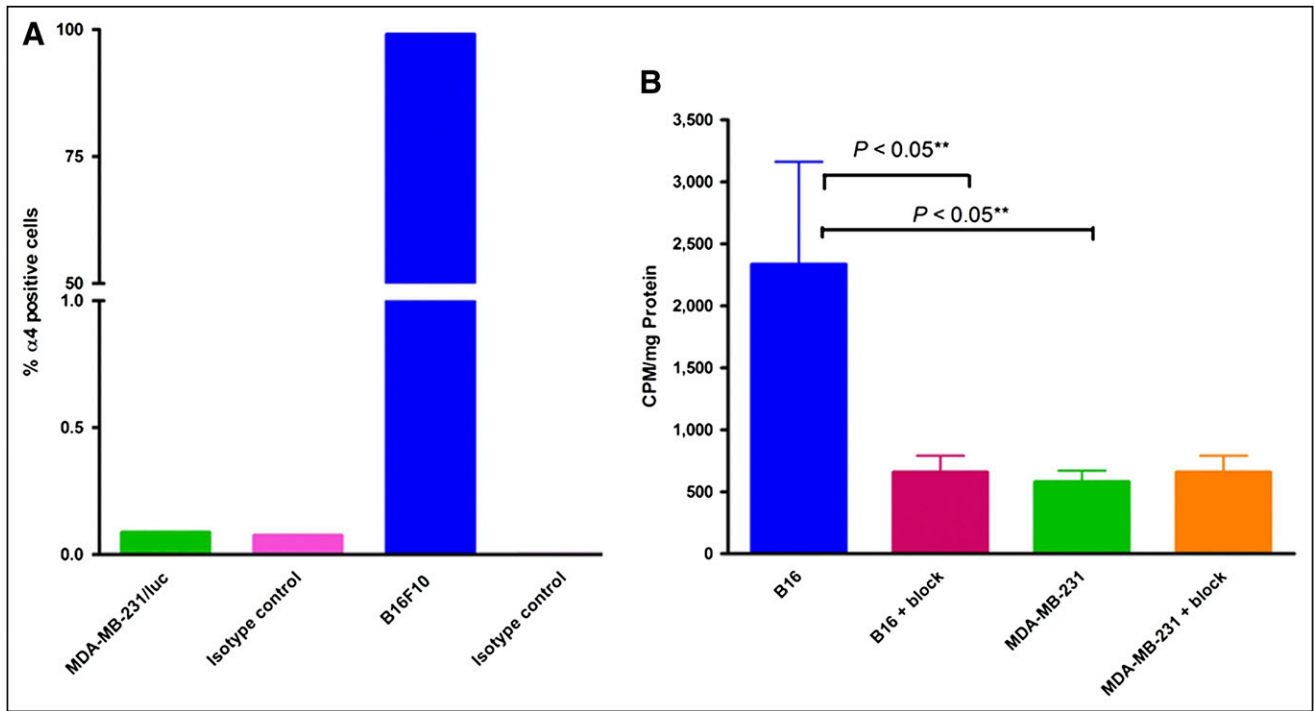 A
% α4 positive cells
100
75
50
1.0
0.5
0.0
MDA-MB-231/luc
Isotype control
B16F10
Isotype control
B
CPM/mg Protein
3,500
3,000
2,500
2,000
1,500
1,000
500
0
P < 0.05**
P < 0.05**
B16
B16 + block
MDA-MB-231
MDA-MB-231 + block